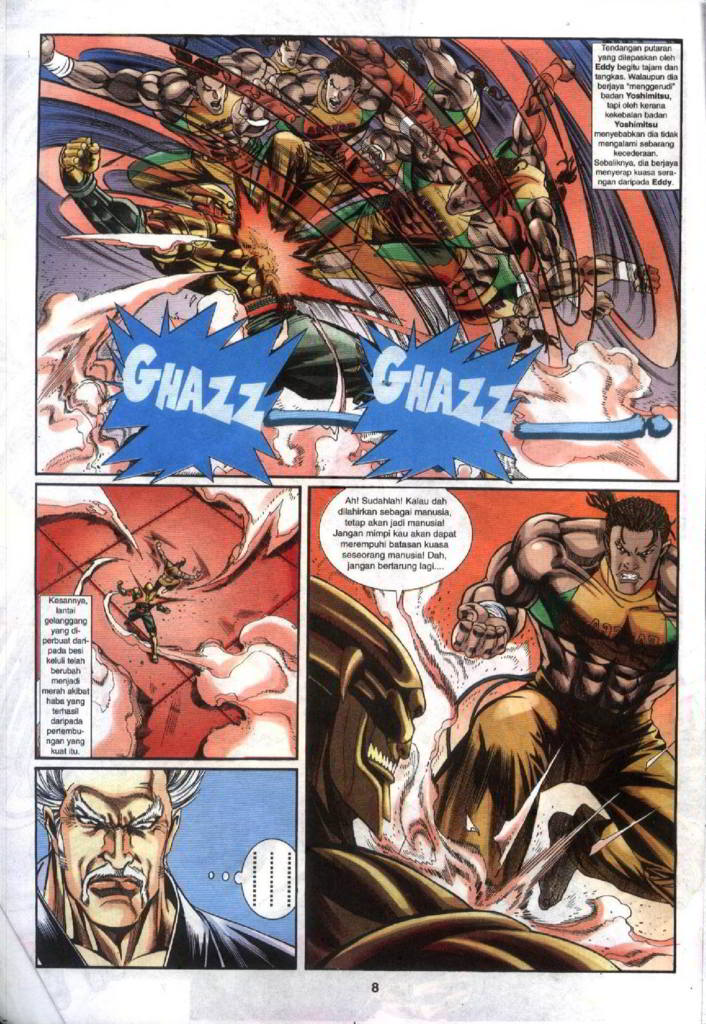 Tendangan putaran
yang dilepaskan oleh
Eddy begitu tajam dan
tangkas. Walaupun dia
berjaya "menggerudi"
badan Yoshimitsu,
tapi oleh kerana
kekebalan badan
Yoshimitsu
menyebabkan dia tidak
mengalami sebarang
kecederaan.
Sebaliknya, dia berjaya
menyerap kuasa sera-
ngan daripada Eddy.
GHAZZ
GHAZZ
Kesannya,
lantai
gelanggang
yang di-
perbuat dari-
pada besi
keluli telah
berubah
menjadi
merah akibat
haba yang
terhasil
daripada
pertembu-
ngan yang
kuat itu.
Ah! Sudahlah! Kalau dah
dilahirkan sebagai manusia,
tetap akan jadi manusia!
Jangan mimpi kau akan dapat
merempuhi batasan kuasa
seseorang manusia! Dah,
jangan bertarung lagi....
8